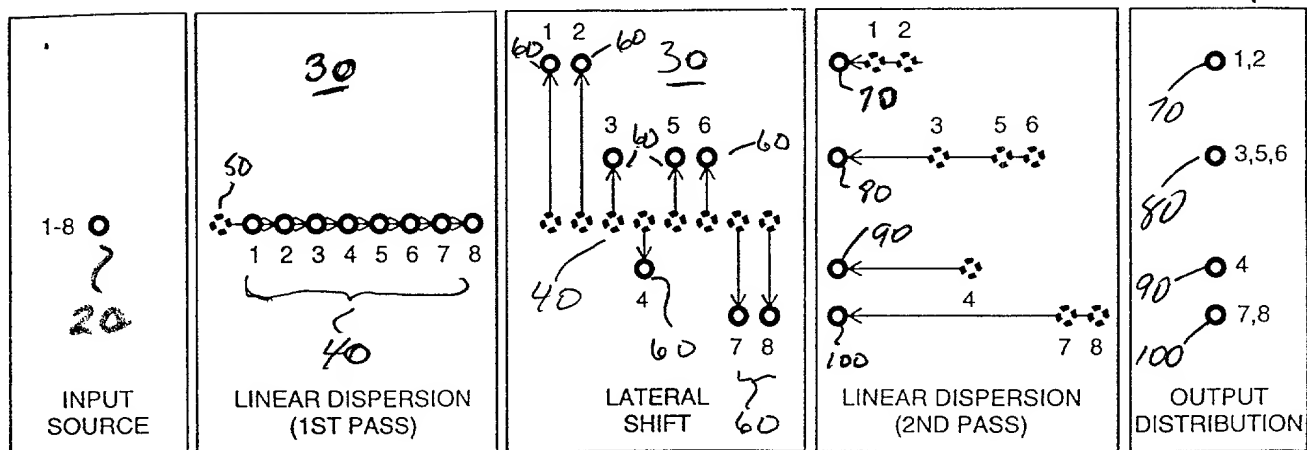 1-8
20
INPUT
SOURCE
30
50
1 2 3 4 5 6 7 8
40
LINEAR DISPERSION
(1ST PASS)
1 2
60 60
30
3 5 6
60 60
40
4
60
7 8
60
LATERAL
SHIFT
1 2
70
3 5 6
80
90
4
100
7 8
LINEAR DISPERSION
(2ND PASS)
1,2
70
3,5,6
80
4
90
7,8
100
OUTPUT
DISTRIBUTION